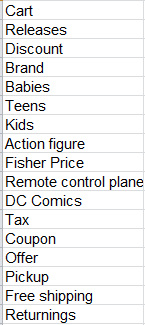 Cart
Releases
Discount
Brand
Babies
Teens
Kids
Action figure
Fisher Price
Remote control plane
DC Comics
Tax
Coupon
Offer
Pickup
Free shipping
Returnings